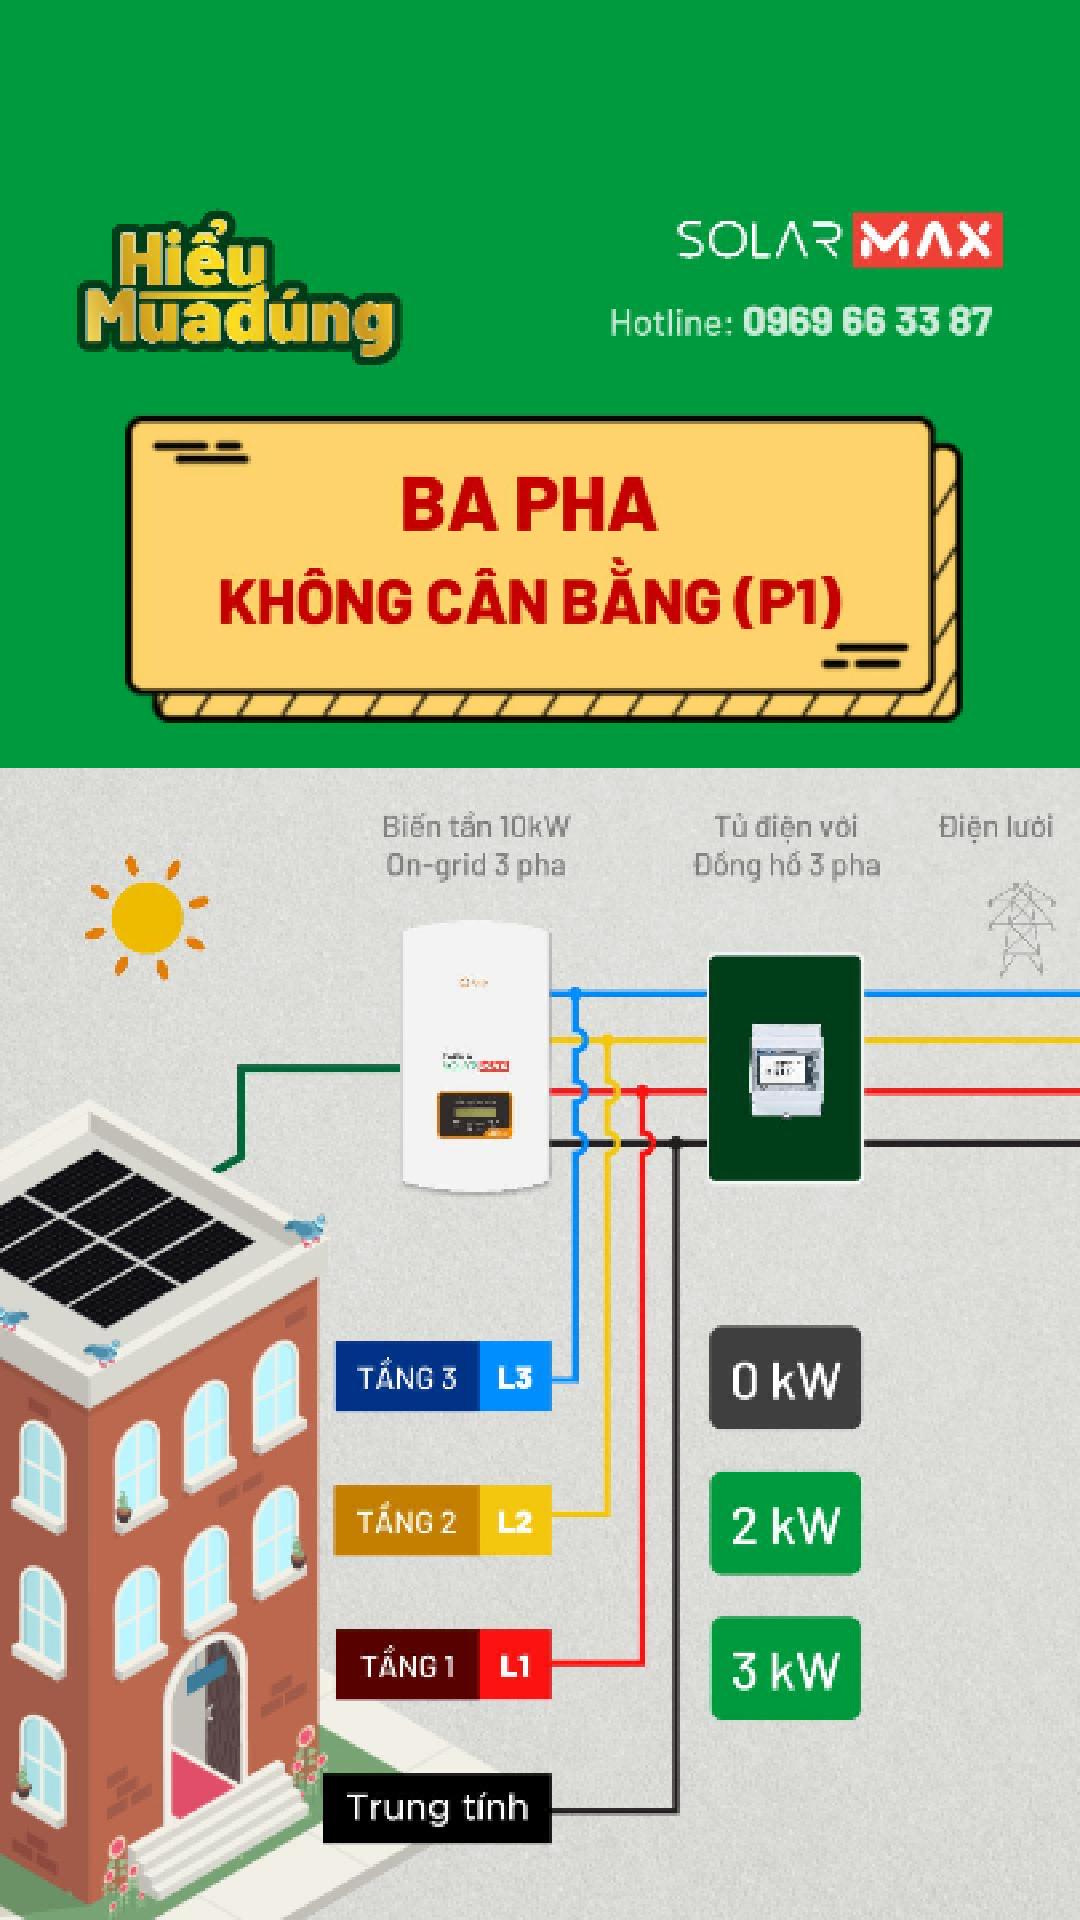 Hiểu
Mua đúng
SOLAR MAX
Hotline: 0969 66 33 87
BA PHA
KHÔNG CÂN BẰNG (P1)
Biến tần 10kW
On-grid 3 pha
Tủ điện với
Đồng hồ 3 pha
Điện lưới
TẦNG 3 L3
0 kW
TẦNG 2 L2
2 kW
TẦNG 1 L1
3 kW
Trung tính